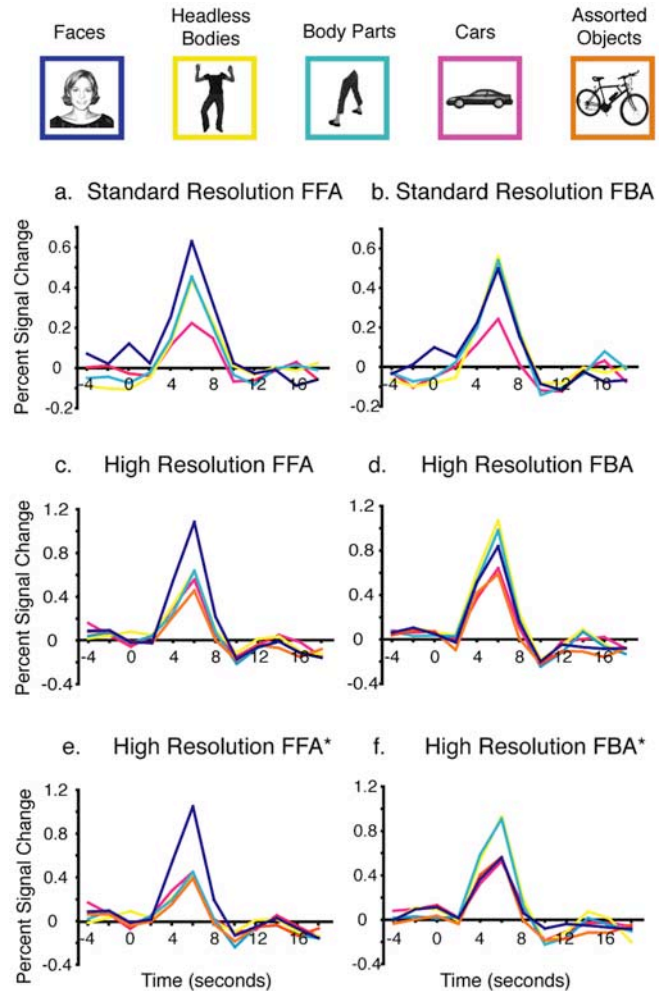 Faces
Headless
Bodies
Body Parts
Cars
Assorted
Objects
a. Standard Resolution FFA
b. Standard Resolution FBA
Percent Signal Change
0.6
0.4
0.2
0
-0.2
-4 0 4 8 12 16
0.6
0.4
0.2
0
-0.2
-4 0 4 8 12 16
c. High Resolution FFA
d. High Resolution FBA
Percent Signal Change
1.2
0.8
0.4
0
-0.4
-4 0 4 8 12 16
1.2
0.8
0.4
0
-0.4
-4 0 4 8 12 16
e. High Resolution FFA*
f. High Resolution FBA*
Percent Signal Change
1.2
0.8
0.4
0
-0.4
-4 0 4 8 12 16
1.2
0.8
0.4
0
-0.4
-4 0 4 8 12 16
Time (seconds)
Time (seconds)